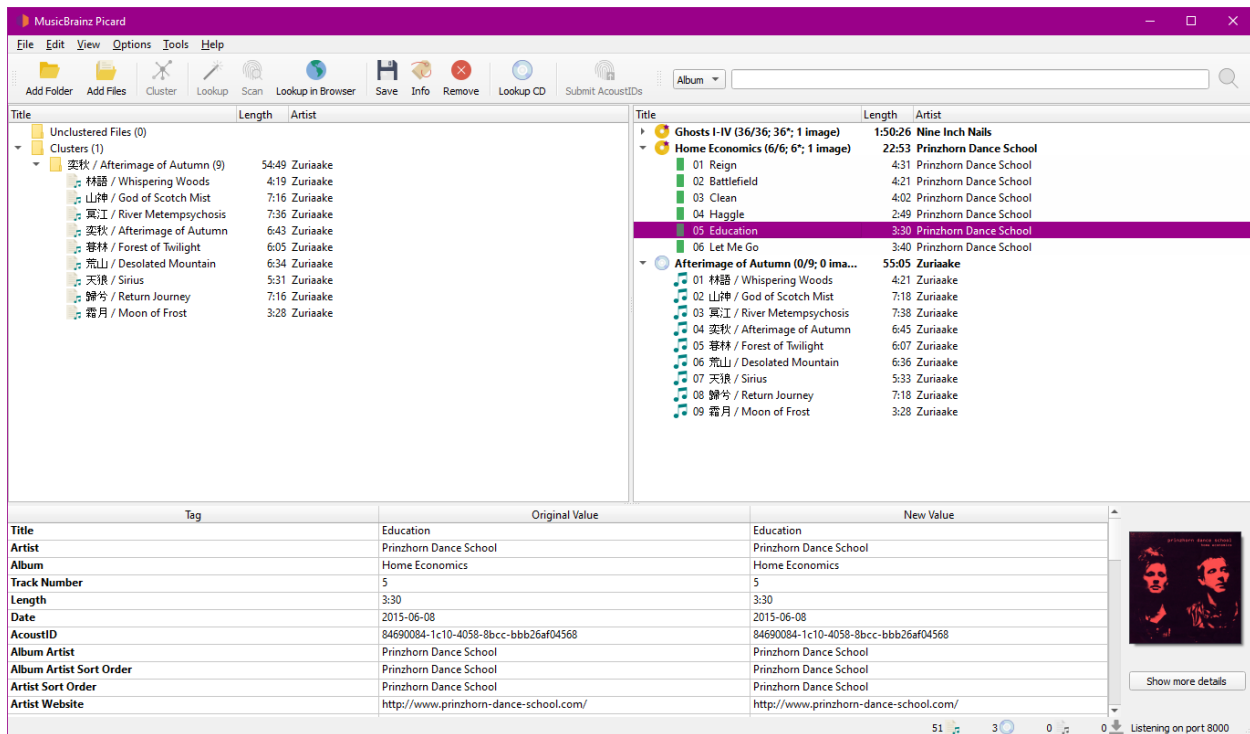 MusicBrainz Picard
File Edit View Options Tools Help
Add Folder Add Files Cluster Lookup Scan Lookup in Browser Save Info Remove Lookup CD Submit AcoustIDs Album
Title Length Artist
Unclustered Files (0)
Clusters (1)
奕秋 / Afterimage of Autumn (9) 54:49 Zuriaake
林語 / Whispering Woods 4:19 Zuriaake
山神 / God of Scotch Mist 7:16 Zuriaake
冥江 / River Metempsychosis 7:36 Zuriaake
奕秋 / Afterimage of Autumn 6:43 Zuriaake
暮林 / Forest of Twilight 6:05 Zuriaake
荒山 / Desolated Mountain 6:34 Zuriaake
天狼 / Sirius 5:31 Zuriaake
歸兮 / Return Journey 7:16 Zuriaake
霜月 / Moon of Frost 3:28 Zuriaake
Title Length Artist
Ghosts I-IV (36/36; 36*; 1 image) 1:50:26 Nine Inch Nails
Home Economics (6/6; 6*; 1 image) 22:53 Prinzhorn Dance School
01 Reign 4:31 Prinzhorn Dance School
02 Battlefield 4:21 Prinzhorn Dance School
03 Clean 4:02 Prinzhorn Dance School
04 Haggle 2:49 Prinzhorn Dance School
05 Education 3:30 Prinzhorn Dance School
06 Let Me Go 3:40 Prinzhorn Dance School
Afterimage of Autumn (0/9; 0 ima... 55:05 Zuriaake
01 林語 / Whispering Woods 4:21 Zuriaake
02 山神 / God of Scotch Mist 7:18 Zuriaake
03 冥江 / River Metempsychosis 7:38 Zuriaake
04 奕秋 / Afterimage of Autumn 6:45 Zuriaake
05 暮林 / Forest of Twilight 6:07 Zuriaake
06 荒山 / Desolated Mountain 6:36 Zuriaake
07 天狼 / Sirius 5:33 Zuriaake
08 歸兮 / Return Journey 7:18 Zuriaake
09 霜月 / Moon of Frost 3:28 Zuriaake
Tag Original Value New Value
Title Education Education
Artist Prinzhorn Dance School Prinzhorn Dance School
Album Home Economics Home Economics
Track Number 5 5
Length 3:30 3:30
Date 2015-06-08 2015-06-08
AcoustID 84690084-1c10-4058-8bcc-bbb26af04568 84690084-1c10-4058-8bcc-bbb26af04568
Album Artist Prinzhorn Dance School Prinzhorn Dance School
Album Artist Sort Order Prinzhorn Dance School Prinzhorn Dance School
Artist Sort Order Prinzhorn Dance School Prinzhorn Dance School
Artist Website http://www.prinzhorn-dance-school.com/ http://www.prinzhorn-dance-school.com/
prinzhorn dance school
home economics
Show more details
51 3 0 0 Listening on port 8000